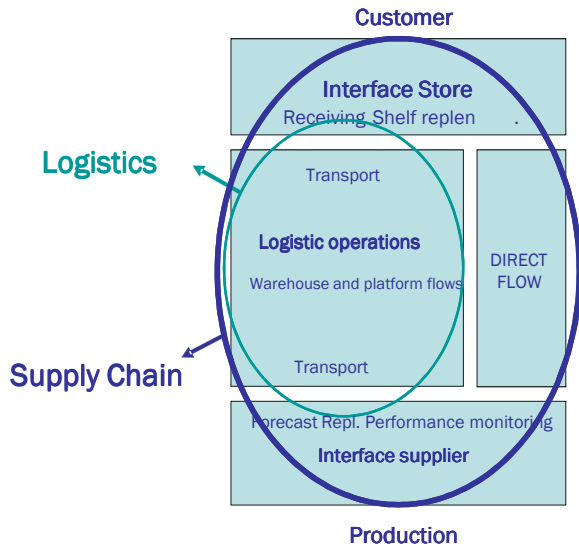 Customer
Interface Store
Receiving Shelf replen .
Logistics
Transport
Logistic operations
Warehouse and platform flows
DIRECT
FLOW
Transport
Supply Chain
Forecast Repl. Performance monitoring
Interface supplier
Production